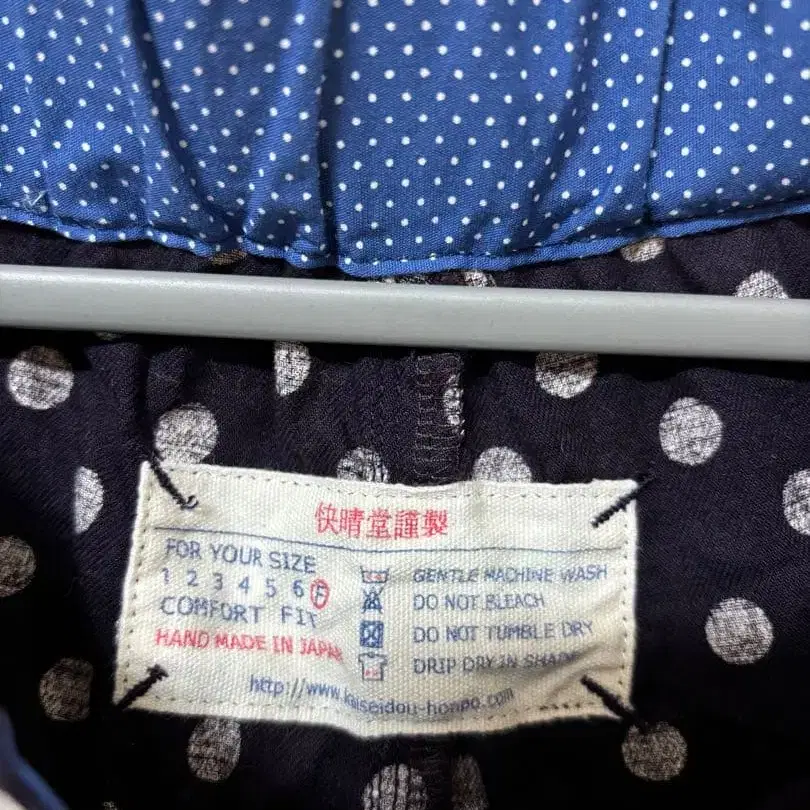 快晴堂謹製
FOR YOUR SIZE
1 2 3 4 5 6 F
COMFORT FIT
HAND MADE IN JAPAN
GENTLE MACHINE WASH
DO NOT BLEACH
DO NOT TUMBLE DRY
DRIP DRY IN SHADE
http://www.kaiseidou-honpo.com